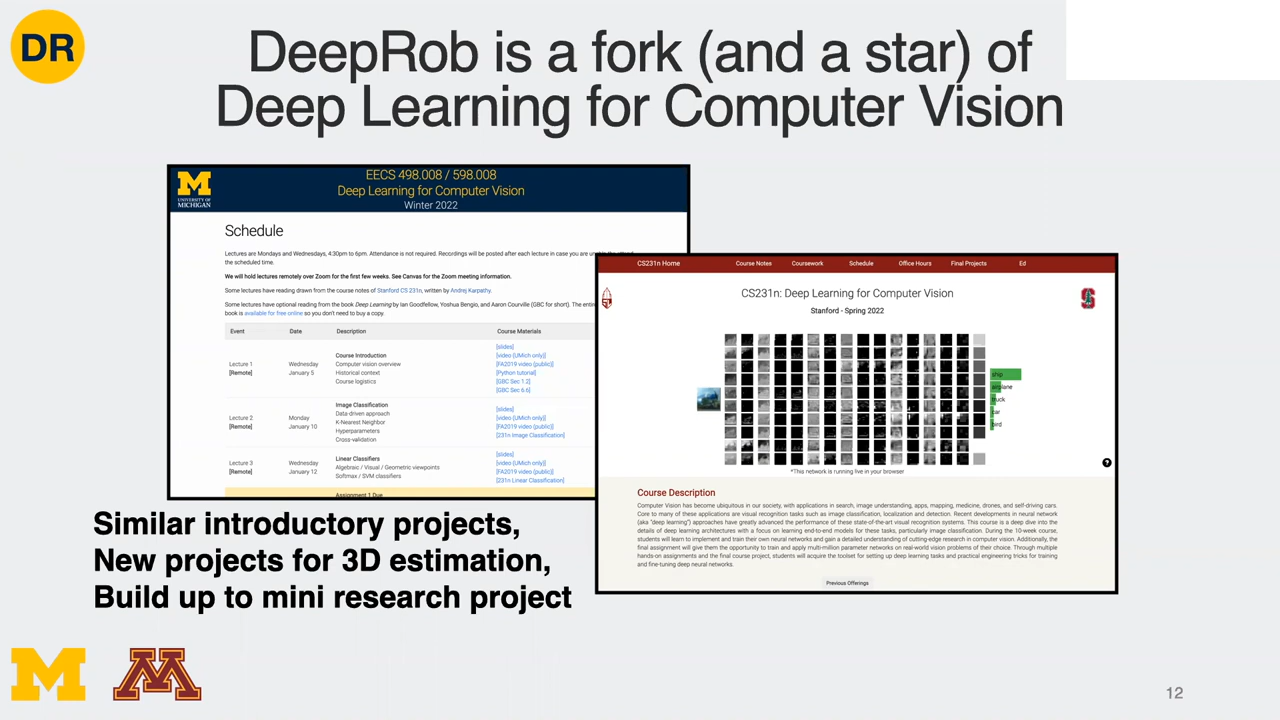 DR
DeepRob is a fork (and a star) of
Deep Learning for Computer Vision
M
UNIVERSITY OF
MICHIGAN
EECS 498.008 / 598.008
Deep Learning for Computer Vision
Winter 2022
Schedule
Lectures are Mondays and Wednesdays, 4:30pm to 6pm. Attendance is not required. Recordings will be posted after each lecture in case you are
the scheduled time.
We will hold lectures remotely over Zoom for the first few weeks. See Canvas for the Zoom meeting information.
Some lectures have reading drawn from the course notes of Stanford CS 231n, written by Andrej Karpathy.
Some lectures have optional reading from the book Deep Learning by Ian Goodfellow, Yoshua Bengio, and Aaron Courville (GBC for short). The
book is available for free online so you don't need to buy a copy.
Event Date Description Course Materials
Lecture 1
[Remote]
Wednesday
January 5
Course Introduction
Computer vision overview
Historical context
Course logistics
[slides]
[video (UMich only)]
[FA2019 video (public)]
[Python tutorial]
[GBC Sec 1.2]
[GBC Sec 6.6]
Lecture 2
[Remote]
Monday
January 10
Image Classification
Data-driven approach
K-Nearest Neighbor
Hyperparameters
Cross-validation
[slides]
[video (UMich only)]
[FA2019 video (public)]
[231n Image Classification]
Lecture 3
[Remote]
Wednesday
January 12
Linear Classifiers
Algebraic / Visual / Geometric viewpoints
Softmax / SVM classifiers
[slides]
[video (UMich only)]
[FA2019 video (public)]
[231n Linear Classification]
Assignment 1 Due
CS231n Home Course Notes Coursework Schedule Office Hours Final Projects Ed
CS231n: Deep Learning for Computer Vision
Stanford - Spring 2022
S
ship
airplane
truck
car
bird
*This network is running live in your browser
?
Course Description
Computer Vision has become ubiquitous in our society, with applications in search, image understanding, apps, mapping, medicine, drones, and self-driving cars.
Core to many of these applications are visual recognition tasks such as image classification, localization and detection. Recent developments in neural network
(aka "deep learning") approaches have greatly advanced the performance of these state-of-the-art visual recognition systems. This course is a deep dive into the
details of deep learning architectures with a focus on learning end-to-end models for these tasks, particularly image classification. During the 10-week course,
students will learn to implement and train their own neural networks and gain a detailed understanding of cutting-edge research in computer vision. Additionally, the
final assignment will give them the opportunity to train and apply multi-million parameter networks on real-world vision problems of their choice. Through multiple
hands-on assignments and the final course project, students will acquire the toolset for setting up deep learning tasks and practical engineering tricks for training
and fine-tuning deep neural networks.
Previous Offerings
Similar introductory projects,
New projects for 3D estimation,
Build up to mini research project
M
M
12